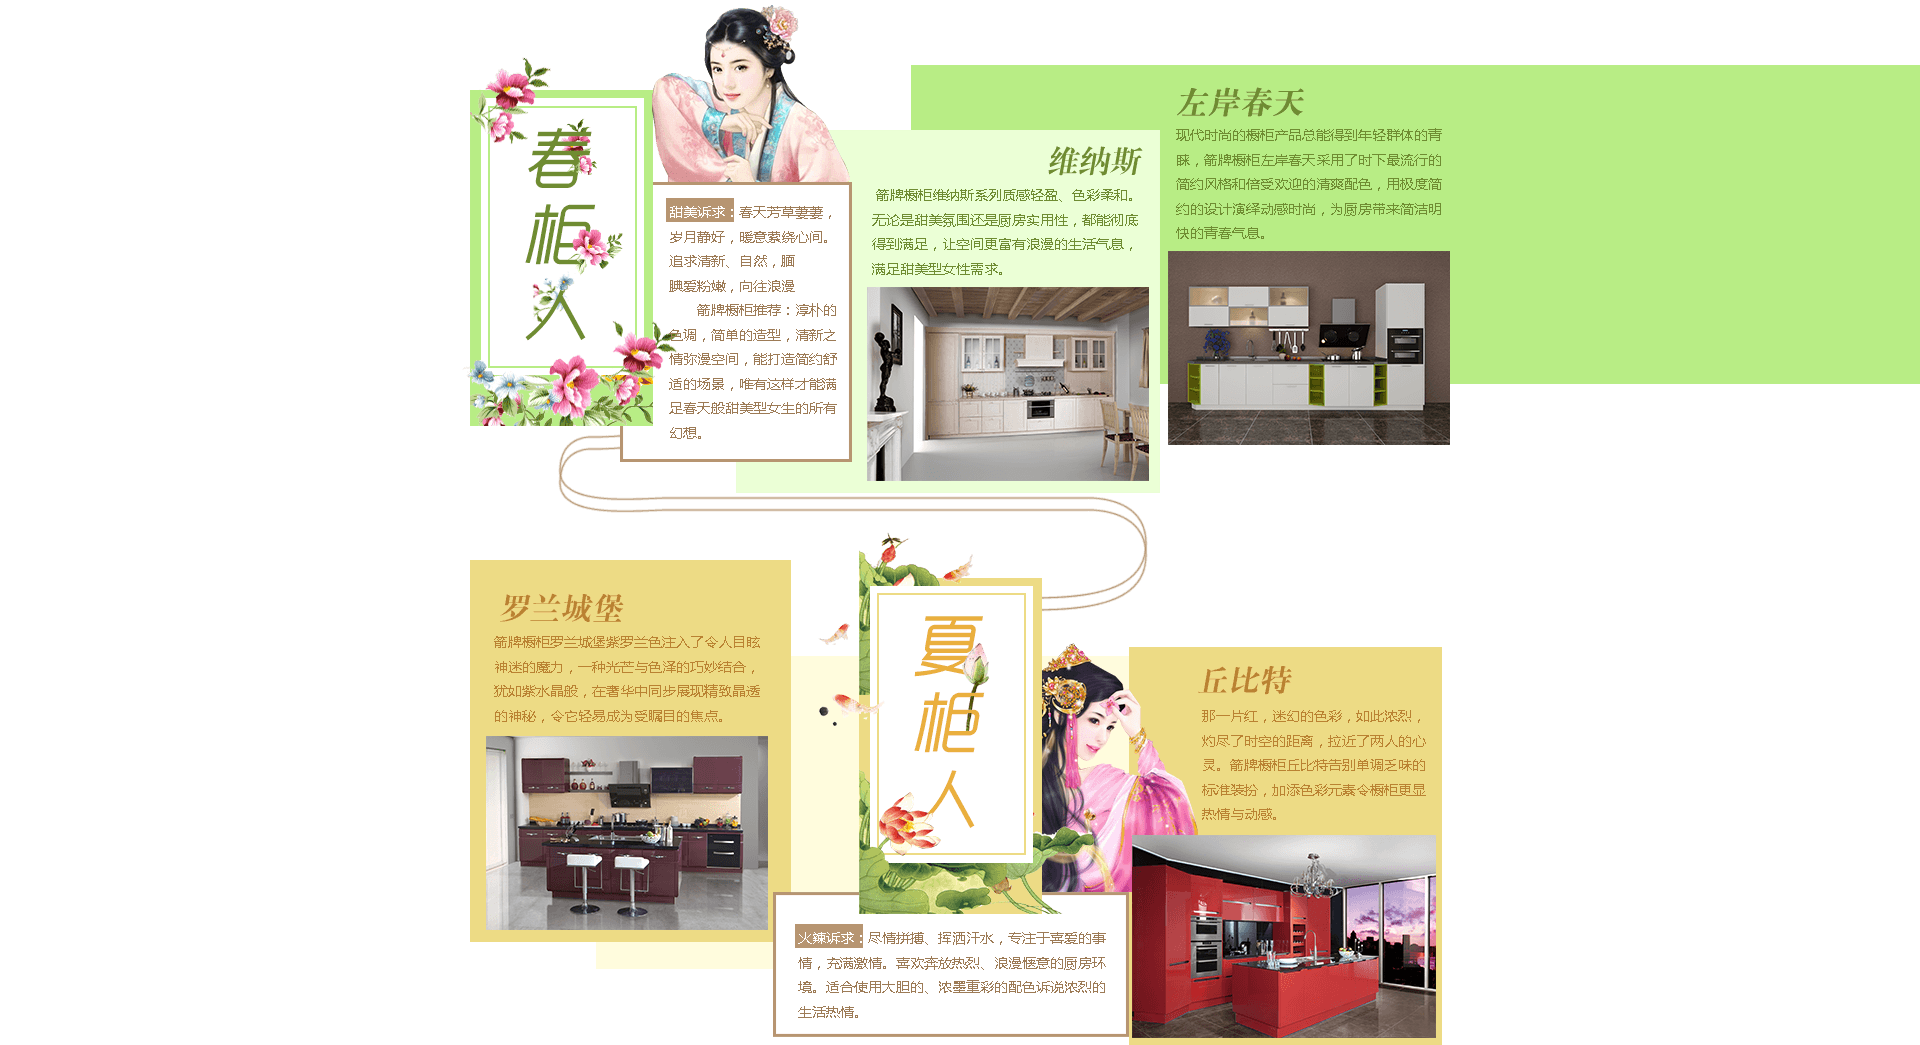 春柜人
甜美诉求：春天芳草萋萋，
岁月静好，暖意萦绕心间。
追求清新、自然，腼
腆爱粉嫩，向往浪漫
箭牌橱柜推荐：淳朴的
色调，简单的造型，清新之
情弥漫空间，能打造简约舒
适的场景，唯有这样才能满
足春天般甜美型女生的所有
幻想。
维纳斯
箭牌橱柜维纳斯系列质感轻盈、色彩柔和。
无论是甜美氛围还是厨房实用性，都能彻底
得到满足，让空间更富有浪漫的生活气息，
满足甜美型女性需求。
左岸春天
现代时尚的橱柜产品总能得到年轻群体的青
睐，箭牌橱柜左岸春天采用了时下最流行的
简约风格和倍受欢迎的清爽配色，用极度简
约的设计演绎动感时尚，为厨房带来简洁明
快的青春气息。
罗兰城堡
箭牌橱柜罗兰城堡紫罗兰色注入了令人目眩
神迷的魔力，一种光芒与色泽的巧妙结合，
犹如紫水晶般，在奢华中同步展现精致晶透
的神秘，令它轻易成为受瞩目的焦点。
夏柜人
火辣诉求：尽情拼搏、挥洒汗水，专注于喜爱的事
情，充满激情。喜欢奔放热烈、浪漫惬意的厨房环
境。适合使用大胆的、浓墨重彩的配色诉说浓烈的
生活热情。
丘比特
那一片红，迷幻的色彩，如此浓烈，
灼尽了时空的距离，拉近了两人的心
灵。箭牌橱柜丘比特告别单调乏味的
标准装扮，加添色彩元素令橱柜更显
热情与动感。